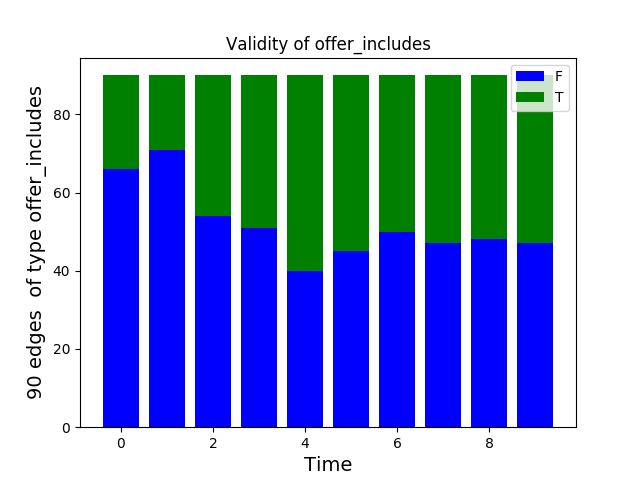 Validity of offer_includes
F
T
80
60
40
20
0
90 edges  of type offer_includes
0 2 4 6 8
Time